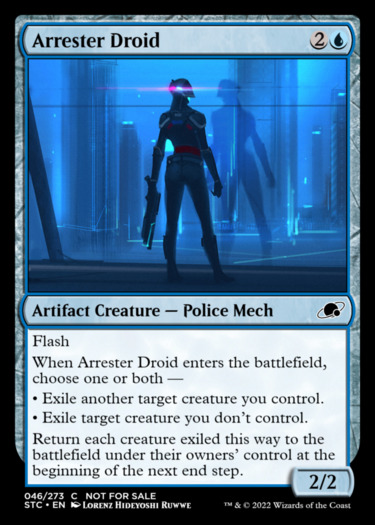 Arrester Droid 2
Artifact Creature — Police Mech
Flash
When Arrester Droid enters the battlefield,
choose one or both —
• Exile another target creature you control.
• Exile target creature you don't control.
Return each creature exiled this way to the
battlefield under their owners' control at the
beginning of the next end step.
2/2
046/273 C NOT FOR SALE
STC • EN Lorenz Hideyoshi Ruwwe
™ & © 2022 Wizards of the Coast